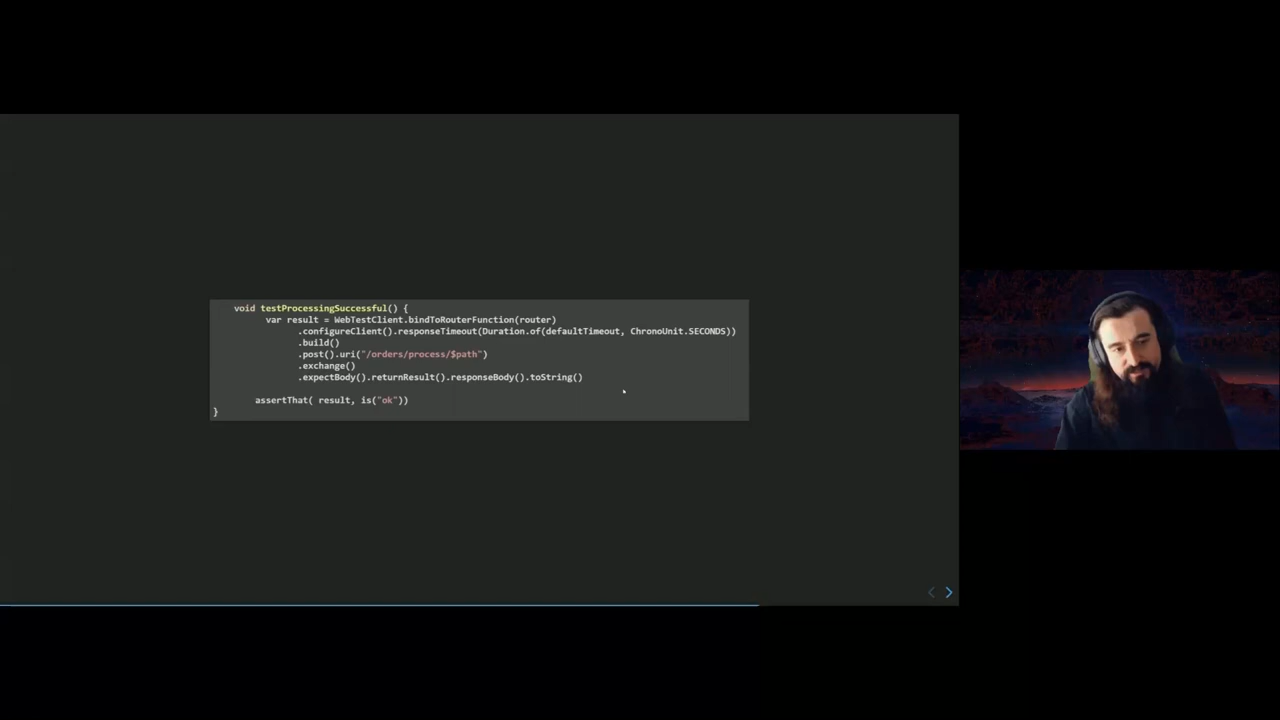 void testProcessingSuccessful() {
var result = WebTestClient.bindToRouterFunction(router)
.configureClient().responseTimeout(Duration.of(defaultTimeout, ChronoUnit.SECONDS))
.build()
.post().uri("/orders/process/$path")
.exchange()
.expectBody().returnResult().responseBody().toString()
assertThat( result, is("ok"))
}